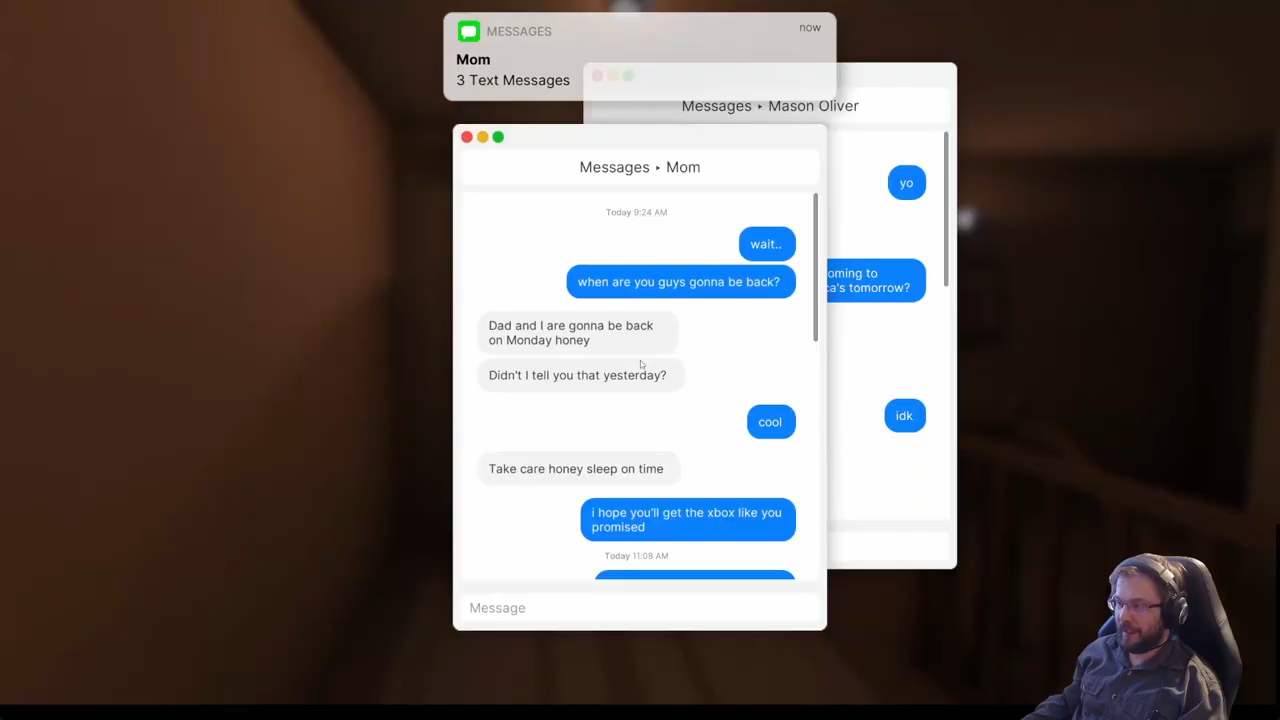 MESSAGES
now
Mom
3 Text Messages
Messages ▸ Mason Oliver
Messages ▸ Mom
Today 9:24 AM
wait..
when are you guys gonna be back?
Dad and I are gonna be back
on Monday honey
Didn't I tell you that yesterday?
cool
Take care honey sleep on time
i hope you'll get the xbox like you
promised
Today 11:08 AM
Message
yo
tomorrow?
idk